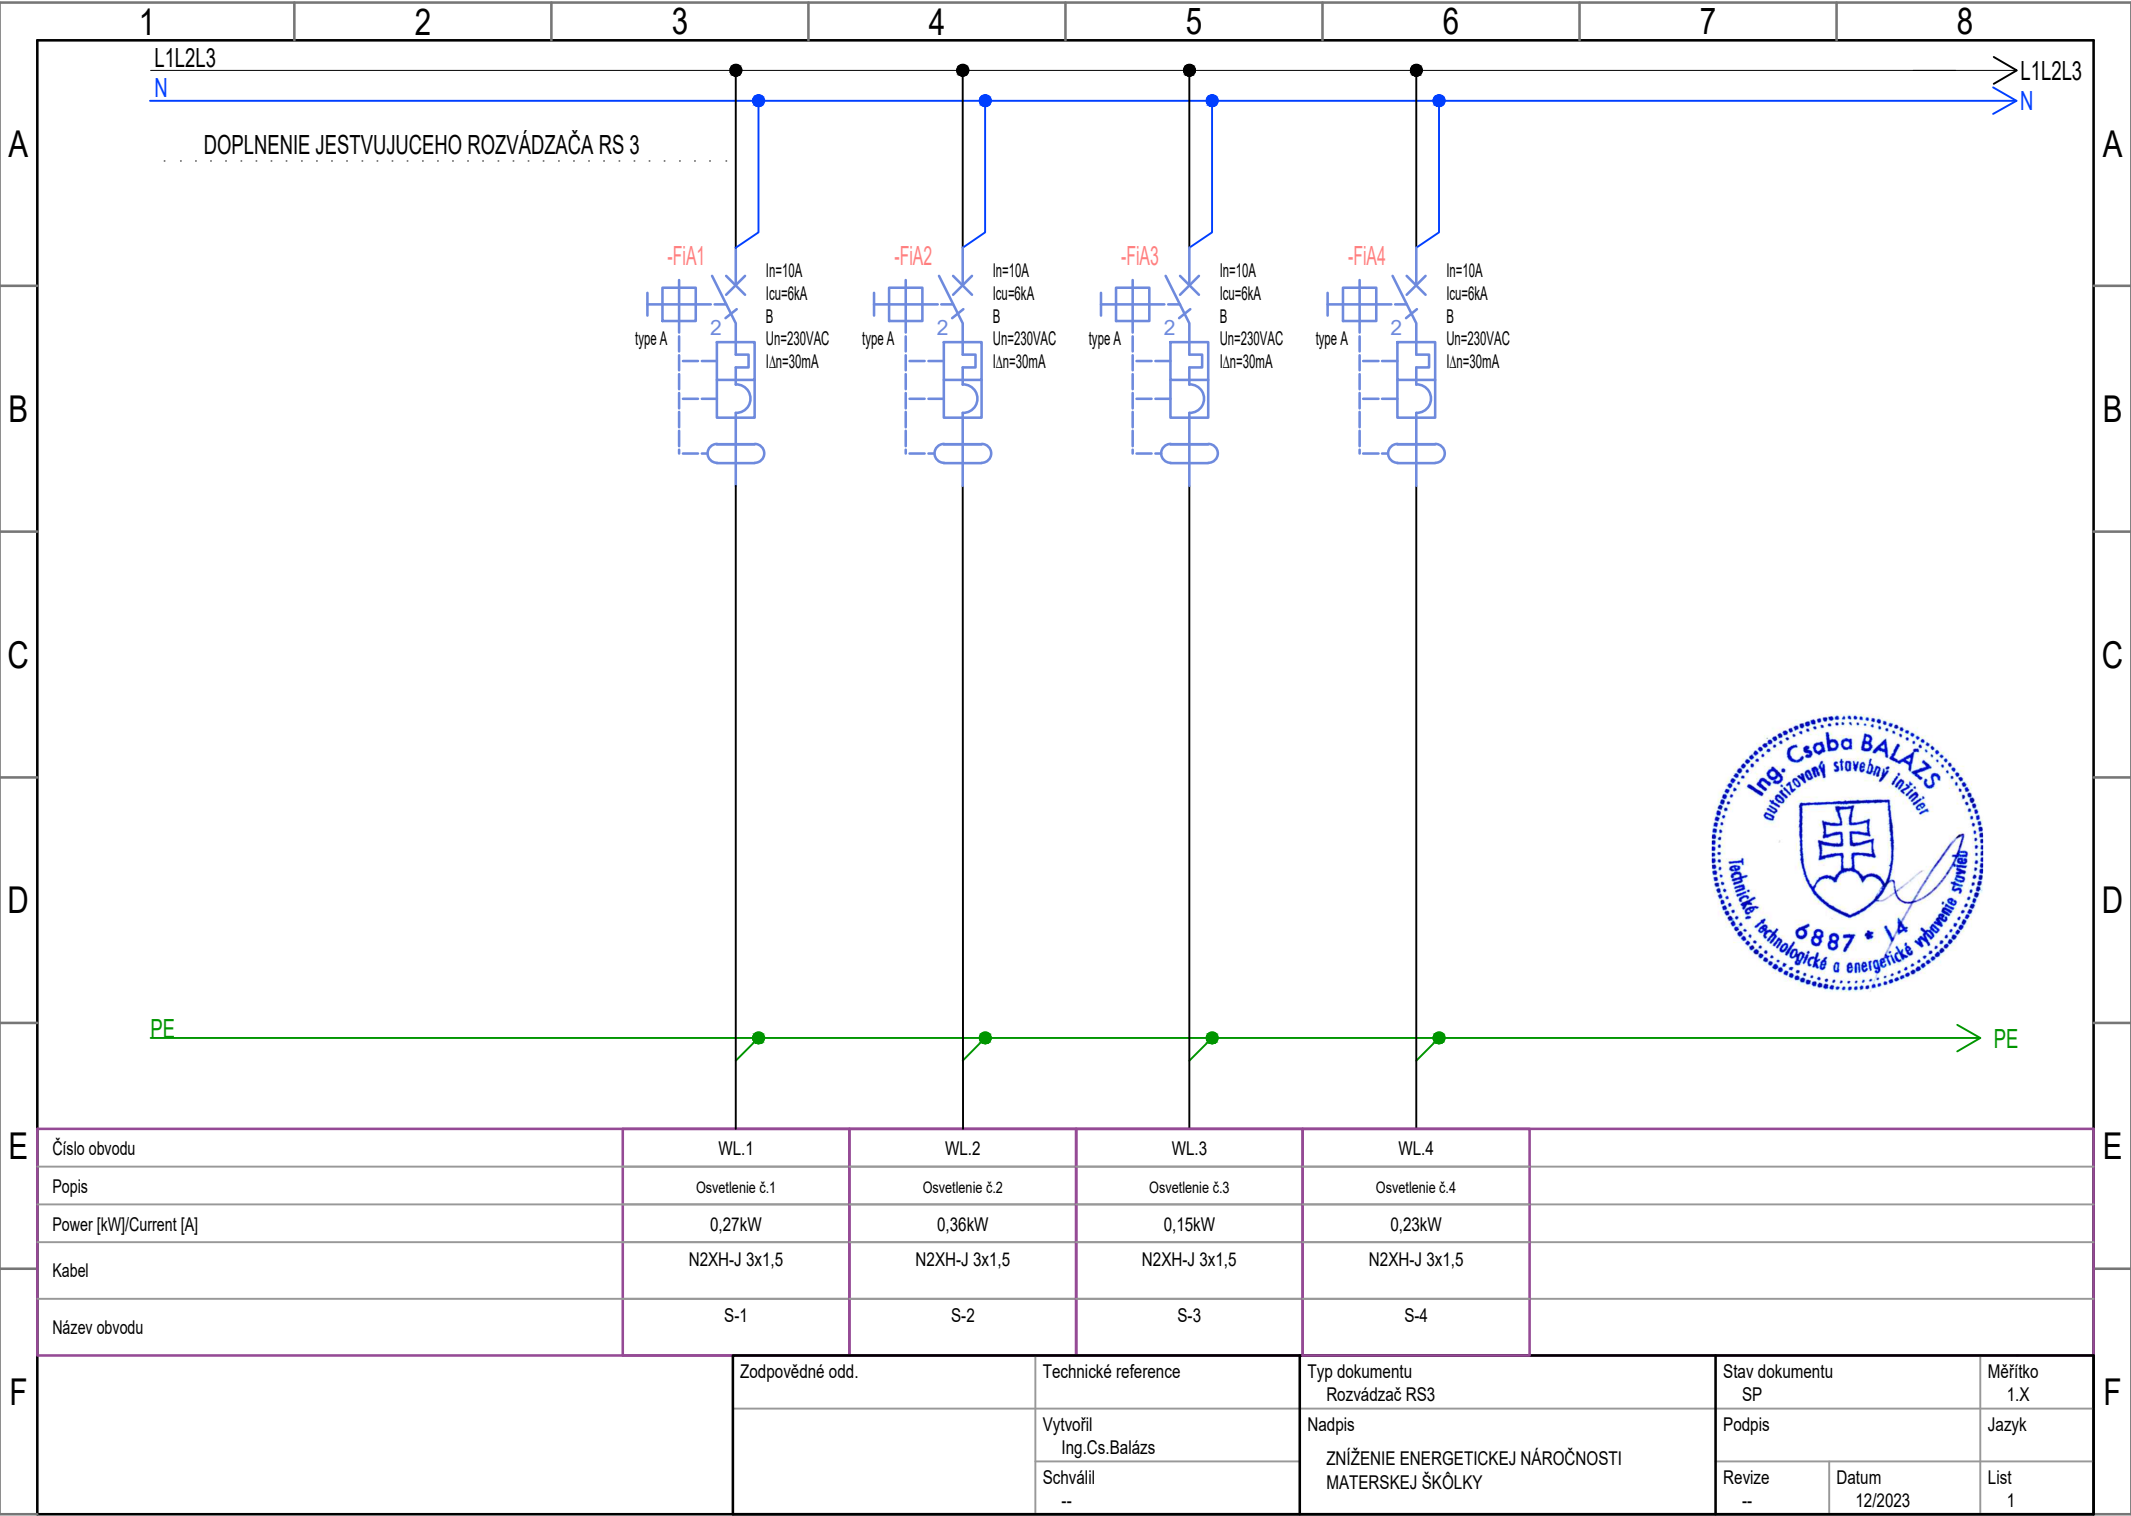 1 2 3 4 5 6 7 8
L1L2L3
L1L2L3
N
N
A
A
DOPLNENIE JESTVUJUCEHO ROZVÁDZAČA RS 3
-FiA1
In=10A
Icu=6kA
B
Un=230VAC
I∆n=30mA
2
type A
-FiA2
In=10A
Icu=6kA
B
Un=230VAC
I∆n=30mA
2
type A
-FiA3
In=10A
Icu=6kA
B
Un=230VAC
I∆n=30mA
2
type A
-FiA4
In=10A
Icu=6kA
B
Un=230VAC
I∆n=30mA
2
type A
B
B
C
C
Ing. Csaba BALÁZS
autorizovaný stavebný inžinier
6887 * 14
Technické, technologické a energetické vybavenie stavieb
D
D
PE
PE
E
E
Číslo obvodu WL.1 WL.2 WL.3 WL.4
Popis Osvetlenie č.1 Osvetlenie č.2 Osvetlenie č.3 Osvetlenie č.4
Power [kW]/Current [A] 0,27kW 0,36kW 0,15kW 0,23kW
Kabel N2XH-J 3x1,5 N2XH-J 3x1,5 N2XH-J 3x1,5 N2XH-J 3x1,5
Název obvodu S-1 S-2 S-3 S-4
F
F
Zodpovědné odd.
Technické reference
Typ dokumentu
Rozvádzač RS3
Stav dokumentu
SP
Měřítko
1.X
Vytvořil
Ing.Cs.Balázs
Nadpis
ZNÍŽENIE ENERGETICKEJ NÁROČNOSTI
MATERSKEJ ŠKÔLKY
Podpis
Jazyk
Schválil
--
Revize
--
Datum
12/2023
List
1